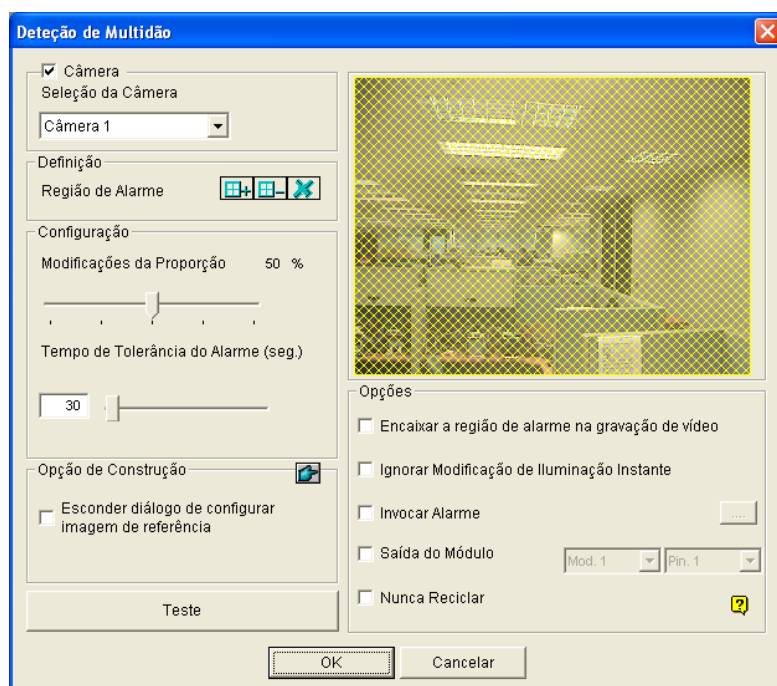 Deteção de Multidão
Câmera
Seleção da Câmera
Câmera 1
Definição
Região de Alarme
Configuração
Modificações da Proporção 50 %
Tempo de Tolerância do Alarme (seg.)
30
Opção de Construção
Esconder diálogo de configurar
imagem de referência
Teste
Opções
Encaixar a região de alarme na gravação de vídeo
Ignorar Modificação de Iluminação Instante
Invocar Alarme
....
Saída do Módulo
Mod. 1
Pin. 1
Nunca Reciclar
?
OK
Cancelar